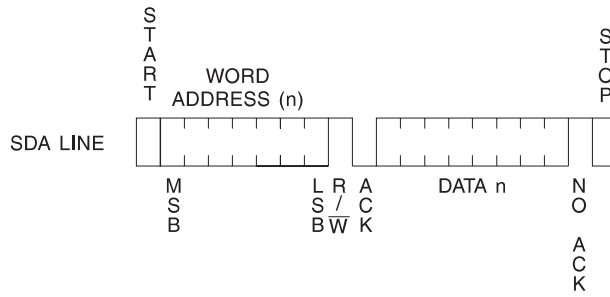 START
WORD
ADDRESS (n)
STOP
SDA LINE
MSB
LSB
R/W̅
ACK
DATA n
NO ACK